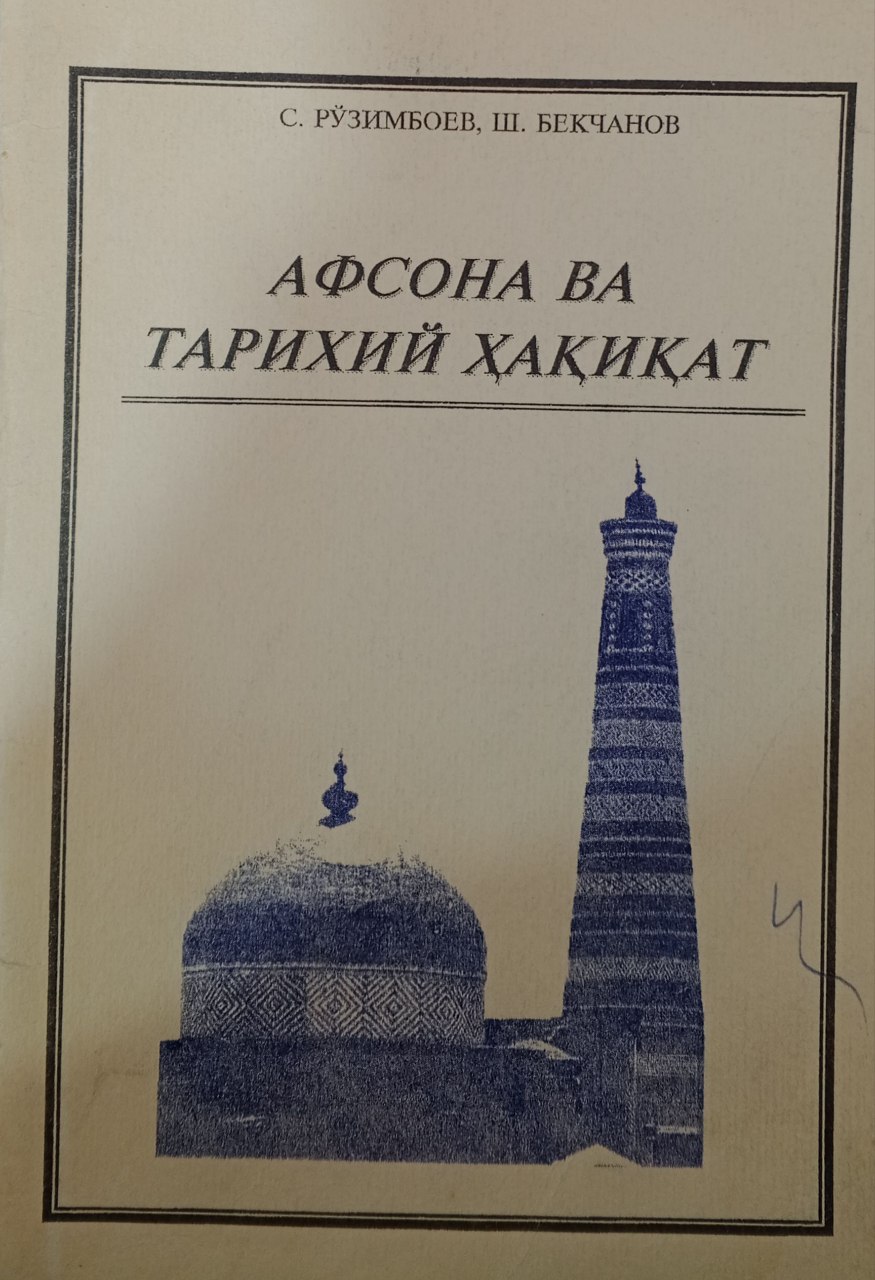 С. РЎЗИМБОЕВ, Ш. БЕКЧАНОВ
АФСОНА ВА
ТАРИХИЙ ҲАҚИҚАТ